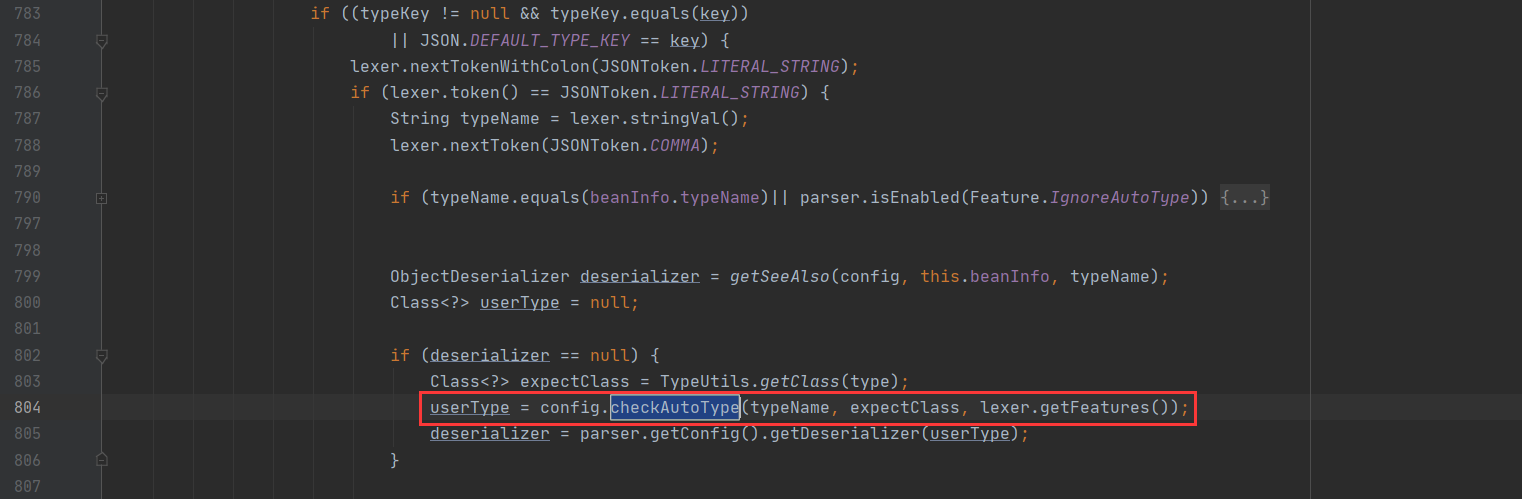 783 if ((typeKey != null && typeKey.equals(key))
784 || JSON.DEFAULT_TYPE_KEY == key) {
785 lexer.nextTokenWithColon(JSONToken.LITERAL_STRING);
786 if (lexer.token() == JSONToken.LITERAL_STRING) {
787 String typeName = lexer.stringVal();
788 lexer.nextToken(JSONToken.COMMA);
789
790 if (typeName.equals(beanInfo.typeName)|| parser.isEnabled(Feature.IgnoreAutoType)) {...}
797
798
799 ObjectDeserializer deserializer = getSeeAlso(config, this.beanInfo, typeName);
800 Class<?> userType = null;
801
802 if (deserializer == null) {
803 Class<?> expectClass = TypeUtils.getClass(type);
804 userType = config.checkAutoType(typeName, expectClass, lexer.getFeatures());
805 deserializer = parser.getConfig().getDeserializer(userType);
806 }
807